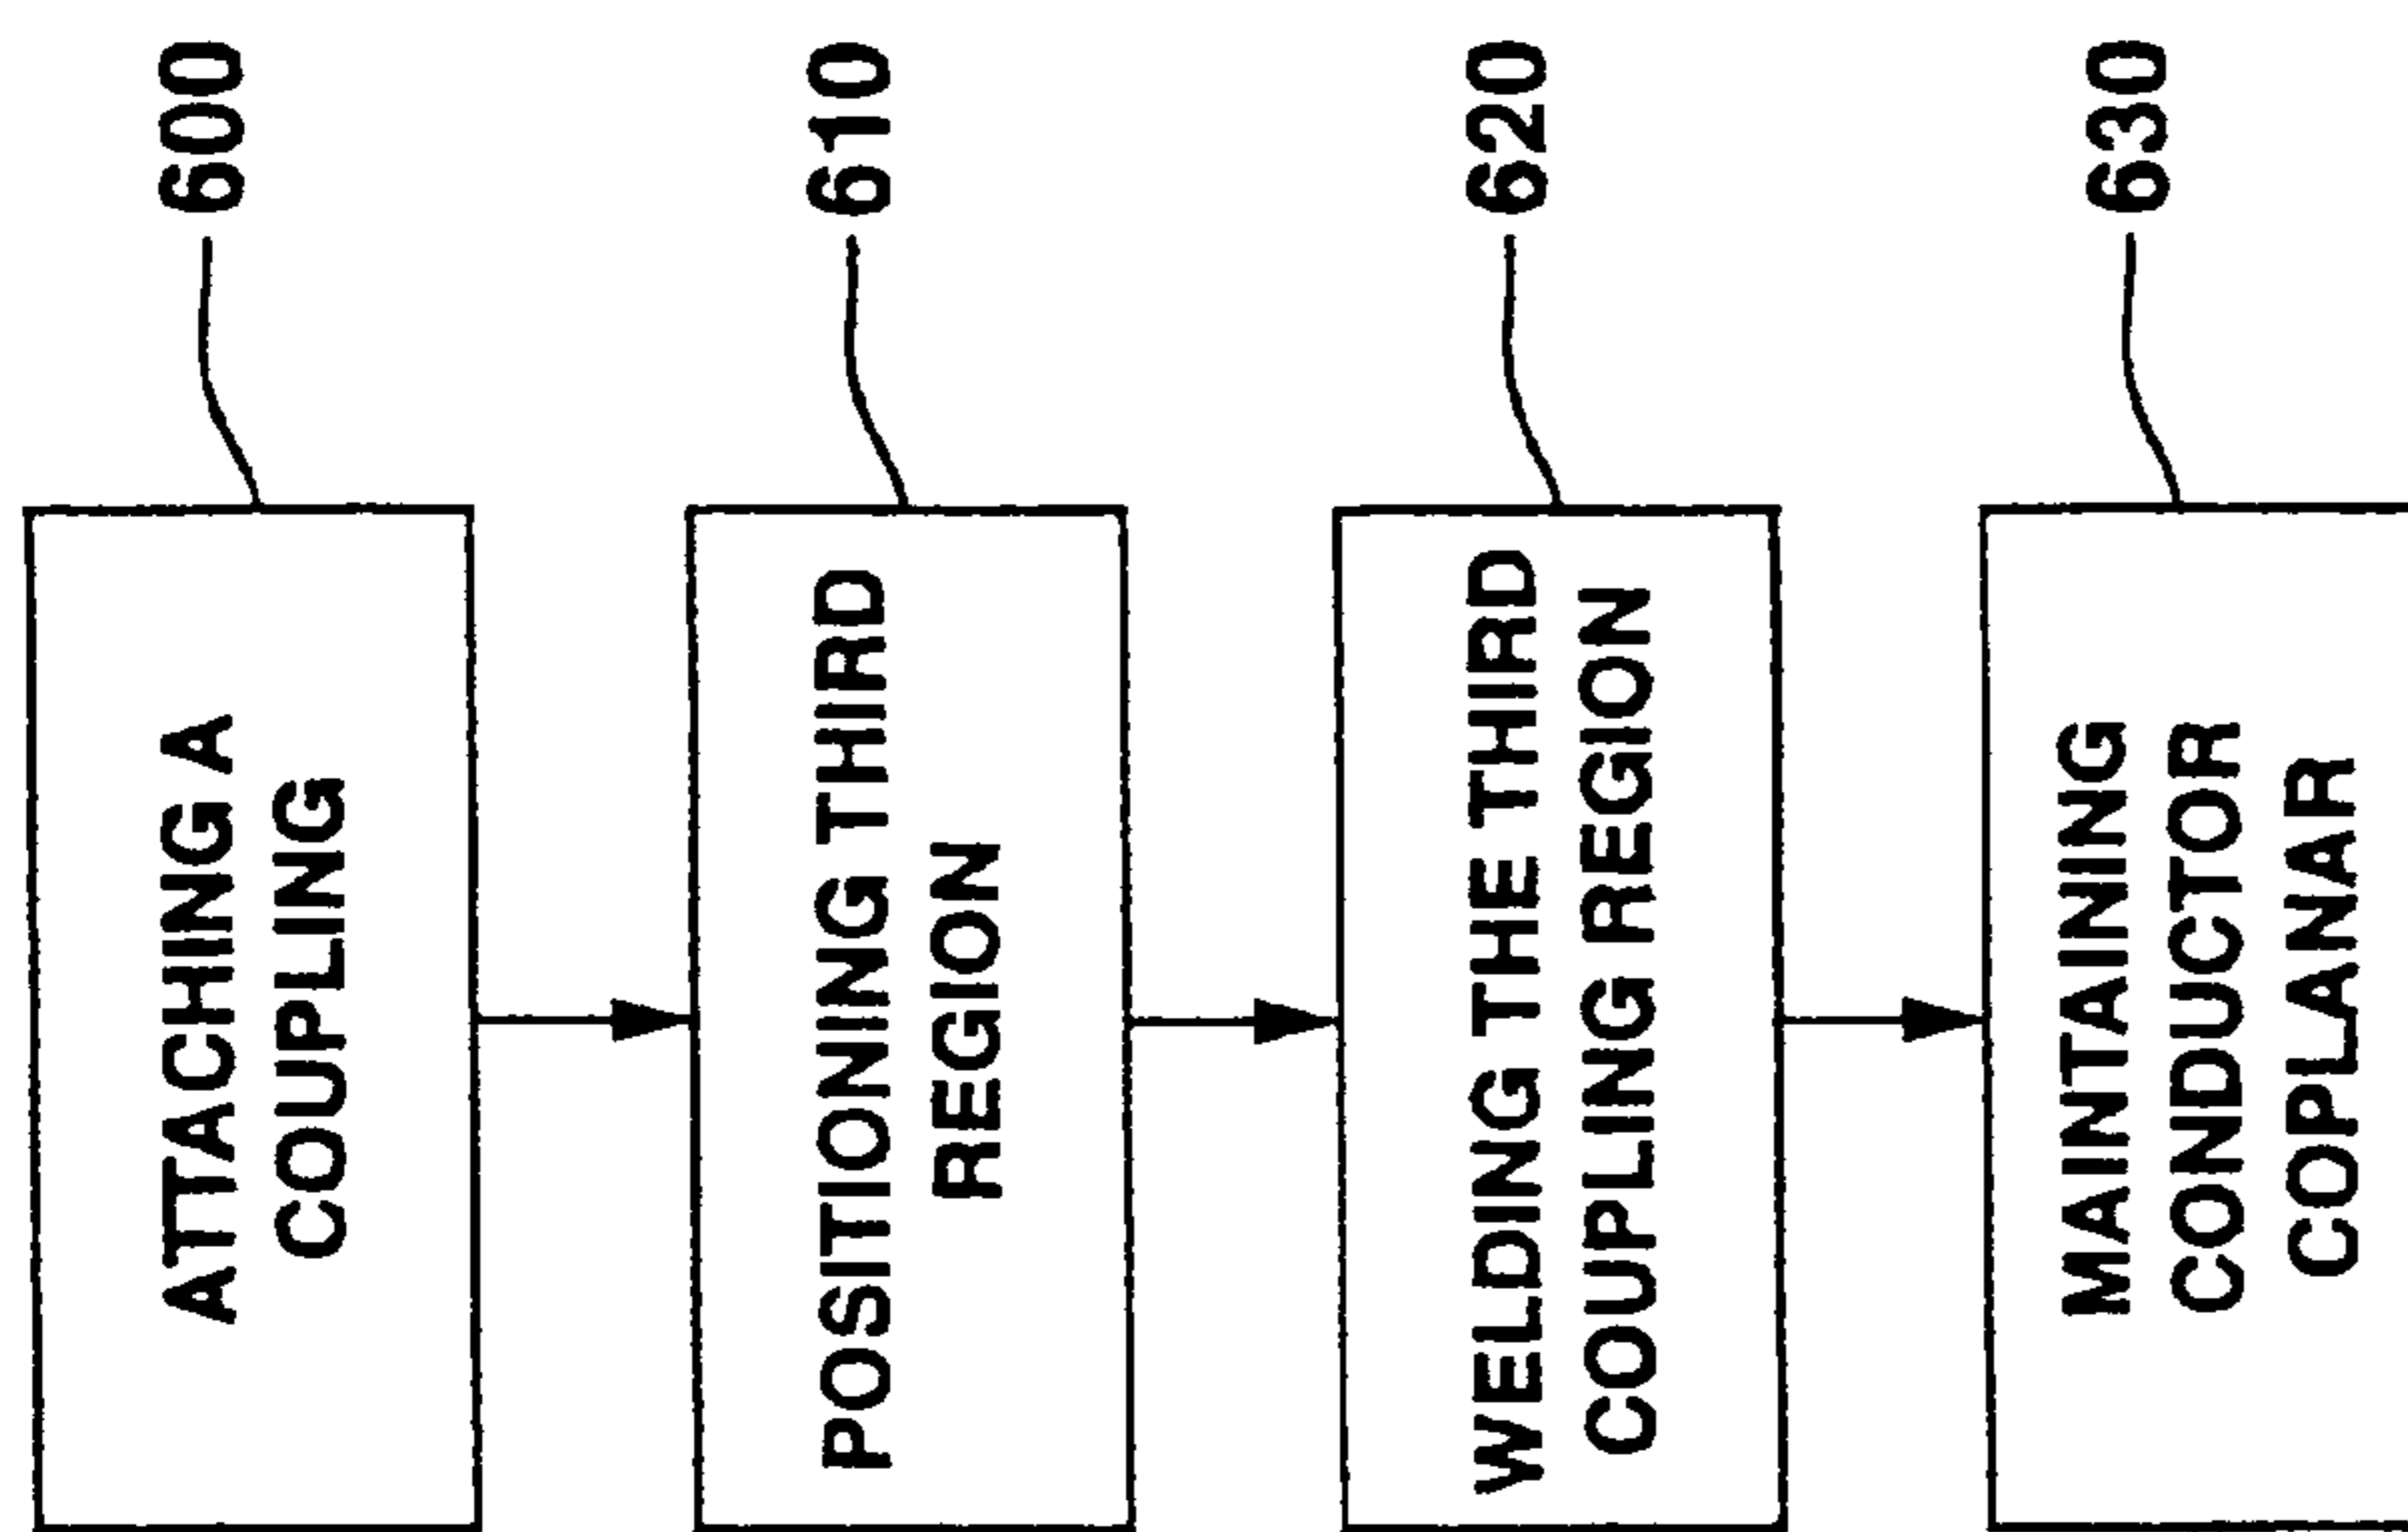 ATTACHING A
COUPLING
600
POSITIONING THIRD
REGION
610
WELDING THE THIRD
COUPLING REGION
620
MAINTAINING
CONDUCTOR
COPLANAR
630